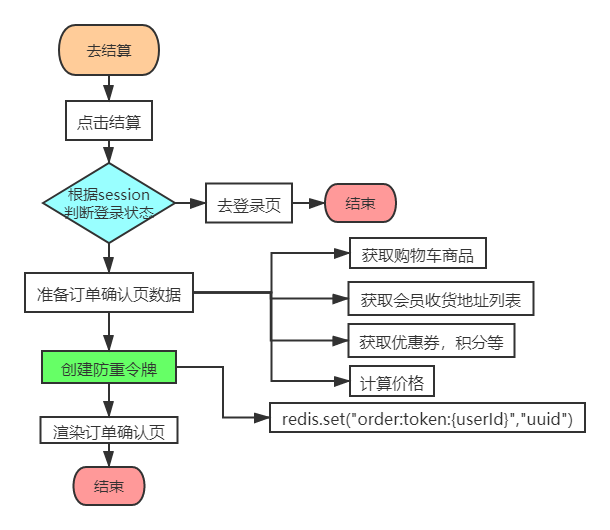 去结算
点击结算
根据session
判断登录状态
去登录页
结束
准备订单确认页数据
获取购物车商品
获取会员收货地址列表
获取优惠券，积分等
计算价格
创建防重令牌
redis.set("order:token:{userId}","uuid")
渲染订单确认页
结束